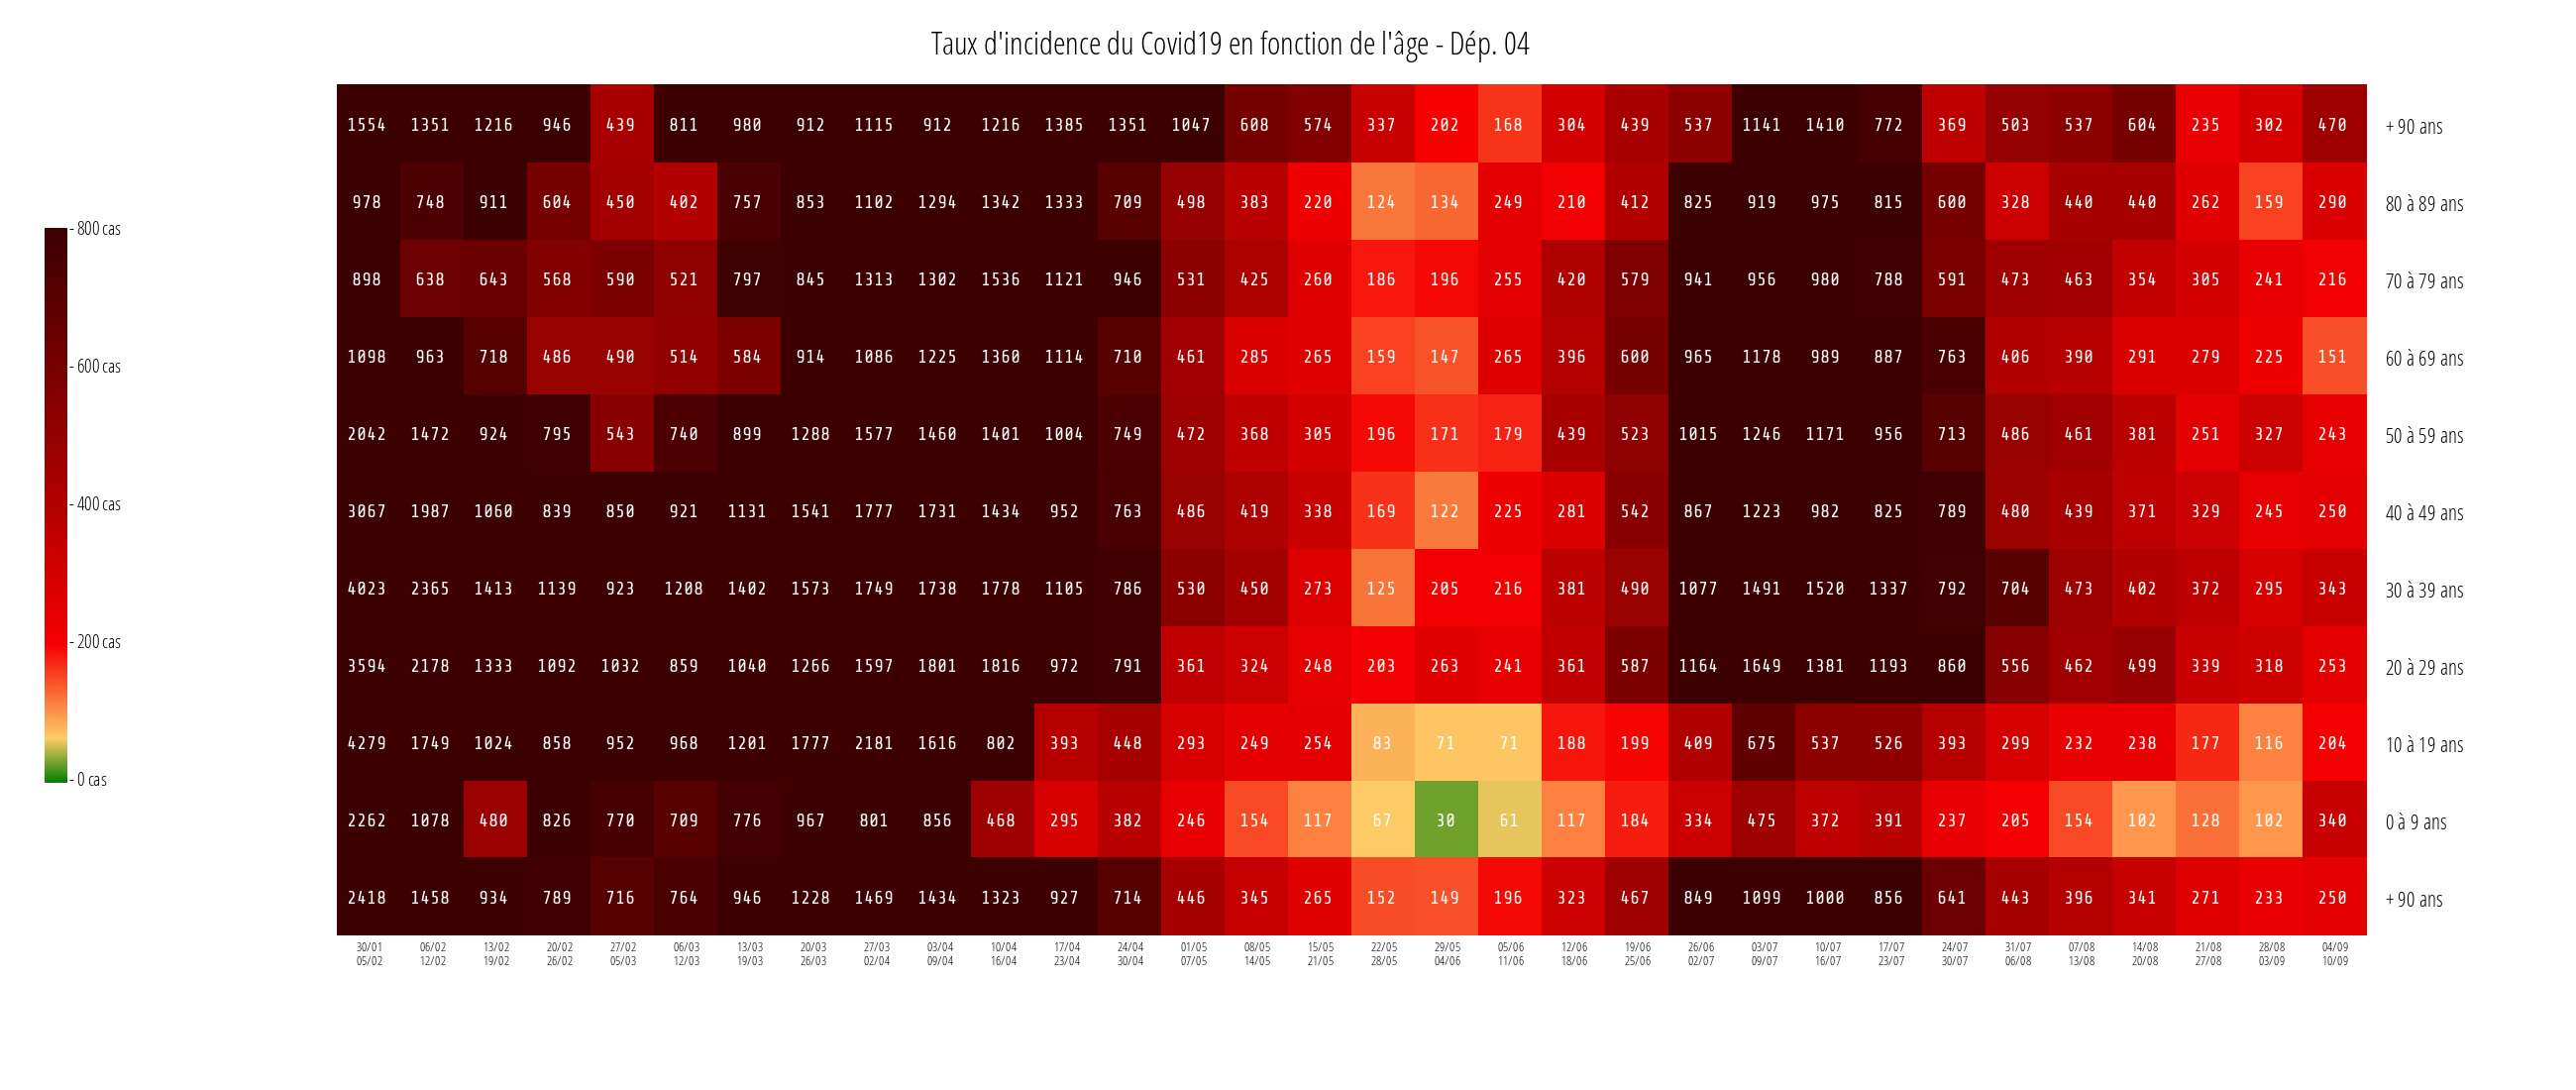 Taux d'incidence du Covid19 en fonction de l'âge - Dép. 04
1554 1351 1216 946 439 811 980 912 1115 912 1216 1385 1351 1047 608 574 337 202 168 304 439 537 1141 1410 772 369 503 537 604 235 302 470 + 90 ans
978 748 911 604 450 402 757 853 1102 1294 1342 1333 709 498 383 220 124 134 249 210 412 825 919 975 815 600 328 440 440 262 159 290 80 à 89 ans
- 800 cas
898 638 643 568 590 521 797 845 1313 1302 1536 1121 946 531 425 260 186 196 255 420 579 941 956 980 788 591 473 463 354 305 241 216 70 à 79 ans
1098 963 718 486 490 514 584 914 1086 1225 1360 1114 710 461 285 265 159 147 265 396 600 965 1178 989 887 763 406 390 291 279 225 151 60 à 69 ans
- 600 cas
2042 1472 924 795 543 740 899 1288 1577 1460 1401 1004 749 472 368 305 196 171 179 439 523 1015 1246 1171 956 713 486 461 381 251 327 243 50 à 59 ans
- 400 cas
3067 1987 1060 839 850 921 1131 1541 1777 1731 1434 952 763 486 419 338 169 122 225 281 542 867 1223 982 825 789 480 439 371 329 245 250 40 à 49 ans
4023 2365 1413 1139 923 1208 1402 1573 1749 1738 1778 1105 786 530 450 273 125 205 216 381 490 1077 1491 1520 1337 792 704 473 402 372 295 343 30 à 39 ans
- 200 cas
3594 2178 1333 1092 1032 859 1040 1266 1597 1801 1816 972 791 361 324 248 203 263 241 361 587 1164 1649 1381 1193 860 556 462 499 339 318 253 20 à 29 ans
4279 1749 1024 858 952 968 1201 1777 2181 1616 802 393 448 293 249 254 83 71 71 188 199 409 675 537 526 393 299 232 238 177 116 204 10 à 19 ans
- 0 cas
2262 1078 480 826 770 709 776 967 801 856 468 295 382 246 154 117 67 30 61 117 184 334 475 372 391 237 205 154 102 128 102 340 0 à 9 ans
2418 1458 934 789 716 764 946 1228 1469 1434 1323 927 714 446 345 265 152 149 196 323 467 849 1099 1000 856 641 443 396 341 271 233 250 + 90 ans
30/01 06/02 13/02 20/02 27/02 06/03 13/03 20/03 27/03 03/04 10/04 17/04 24/04 01/05 08/05 15/05 22/05 29/05 05/06 12/06 19/06 26/06 03/07 10/07 17/07 24/07 31/07 07/08 14/08 21/08 28/08 04/09
05/02 12/02 19/02 26/02 05/03 12/03 19/03 26/03 02/04 09/04 16/04 23/04 30/04 07/05 14/05 21/05 28/05 04/06 11/06 18/06 25/06 02/07 09/07 16/07 23/07 30/07 06/08 13/08 20/08 27/08 03/09 10/09